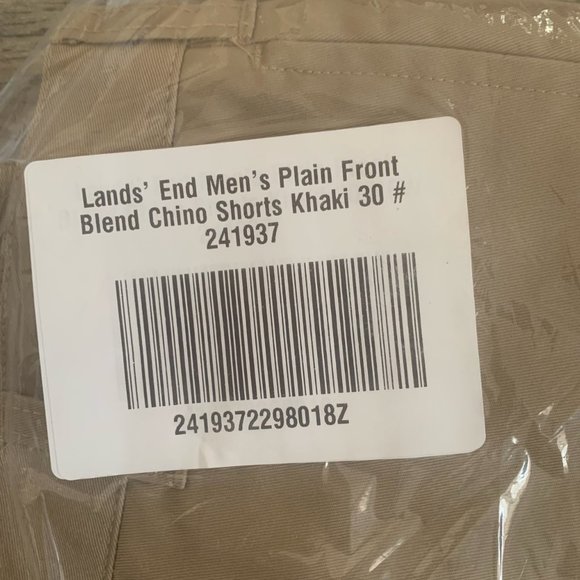 Lands' End Men's Plain Front
Blend Chino Shorts Khaki 30 #
241937
2419372298018Z